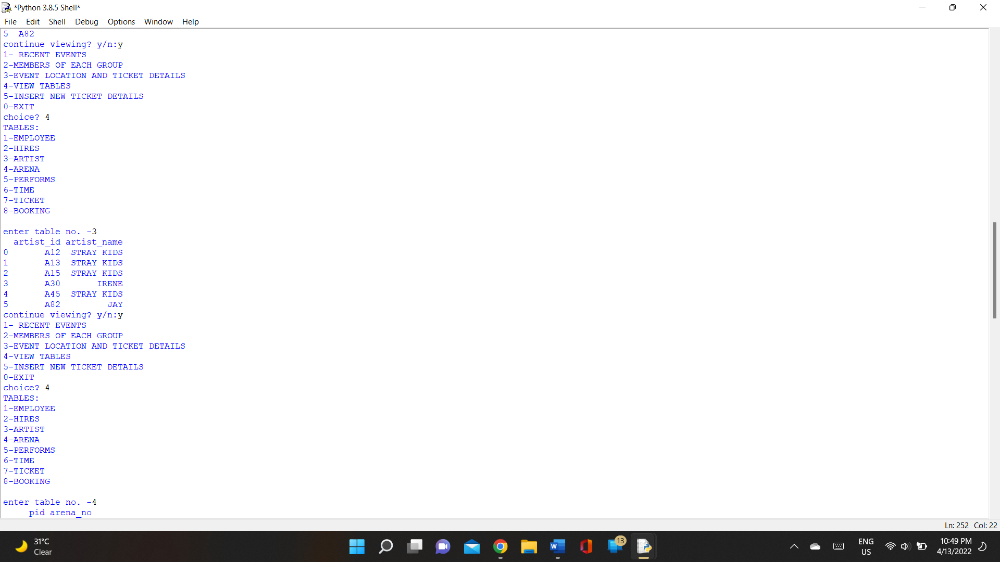 *Python 3.8.5 Shell*
File Edit Shell Debug Options Window Help
5  A82
continue viewing? y/n:y
1- RECENT EVENTS
2-MEMBERS OF EACH GROUP
3-EVENT LOCATION AND TICKET DETAILS
4-VIEW TABLES
5-INSERT NEW TICKET DETAILS
0-EXIT
choice? 4
TABLES:
1-EMPLOYEE
2-HIRES
3-ARTIST
4-ARENA
5-PERFORMS
6-TIME
7-TICKET
8-BOOKING
enter table no. -3
  artist_id artist_name
0       A12  STRAY KIDS
1       A13  STRAY KIDS
2       A15  STRAY KIDS
3       A30       IRENE
4       A45  STRAY KIDS
5       A82         JAY
continue viewing? y/n:y
1- RECENT EVENTS
2-MEMBERS OF EACH GROUP
3-EVENT LOCATION AND TICKET DETAILS
4-VIEW TABLES
5-INSERT NEW TICKET DETAILS
0-EXIT
choice? 4
TABLES:
1-EMPLOYEE
2-HIRES
3-ARTIST
4-ARENA
5-PERFORMS
6-TIME
7-TICKET
8-BOOKING
enter table no. -4
     pid arena_no
Ln: 252 Col: 22
31°C
Clear
W
13
ENG
US
10:49 PM
4/13/2022